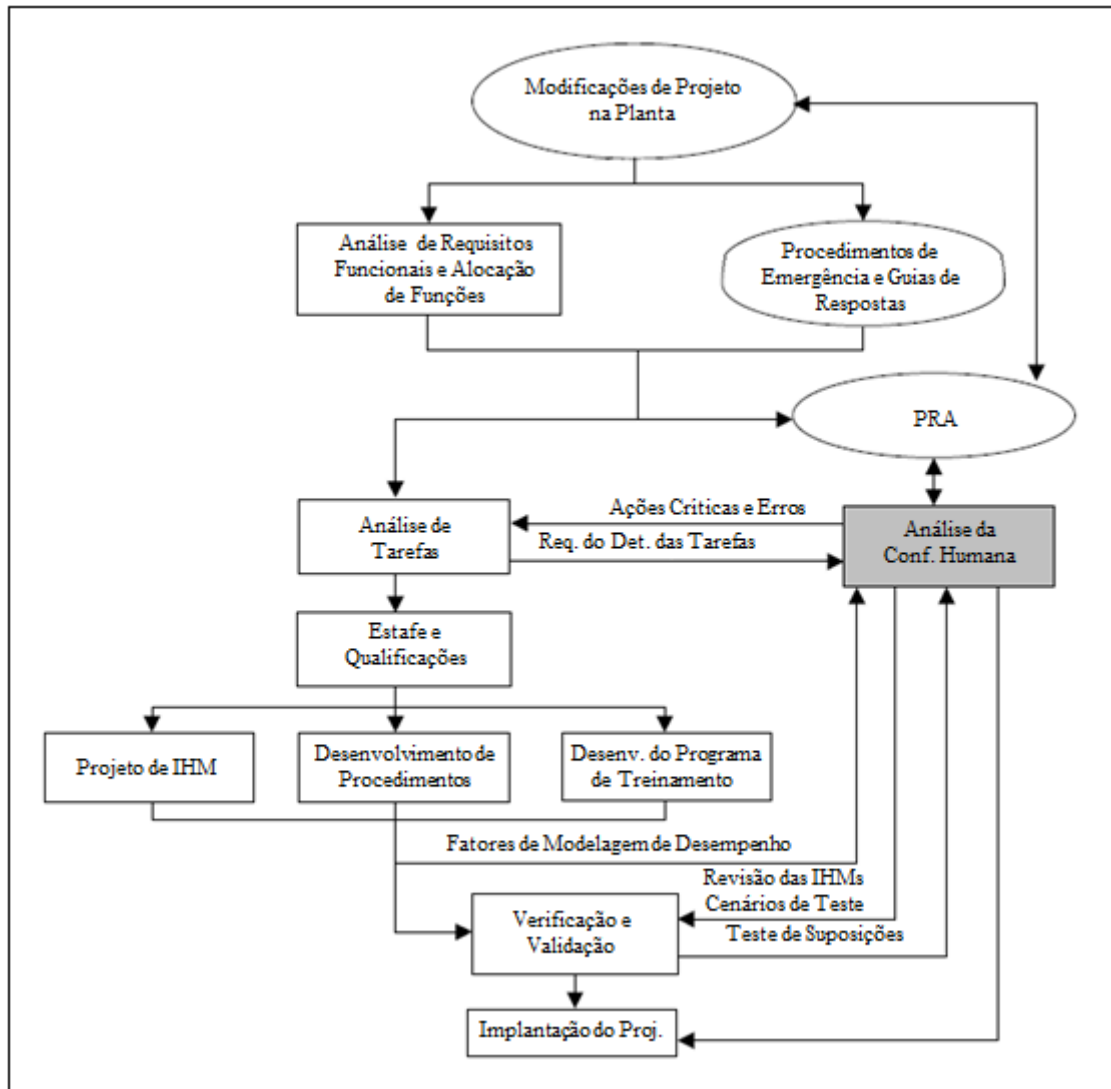 Modificações de Projeto
na Planta
Análise de Requisitos
Funcionais e Alocação
de Funções
Procedimentos de
Emergência e Guias de
Respostas
PRA
Ações Críticas e Erros
Análise de
Tarefas
Req. do Det. das Tarefas
Análise da
Conf. Humana
Estafe e
Qualificações
Projeto de IHM
Desenvolvimento de
Procedimentos
Desenv. do Programa
de Treinamento
Fatores de Modelagem de Desempenho
Revisão das IHMs
Cenários de Teste
Verificação e
Validação
Teste de Suposições
Implantação do Proj.